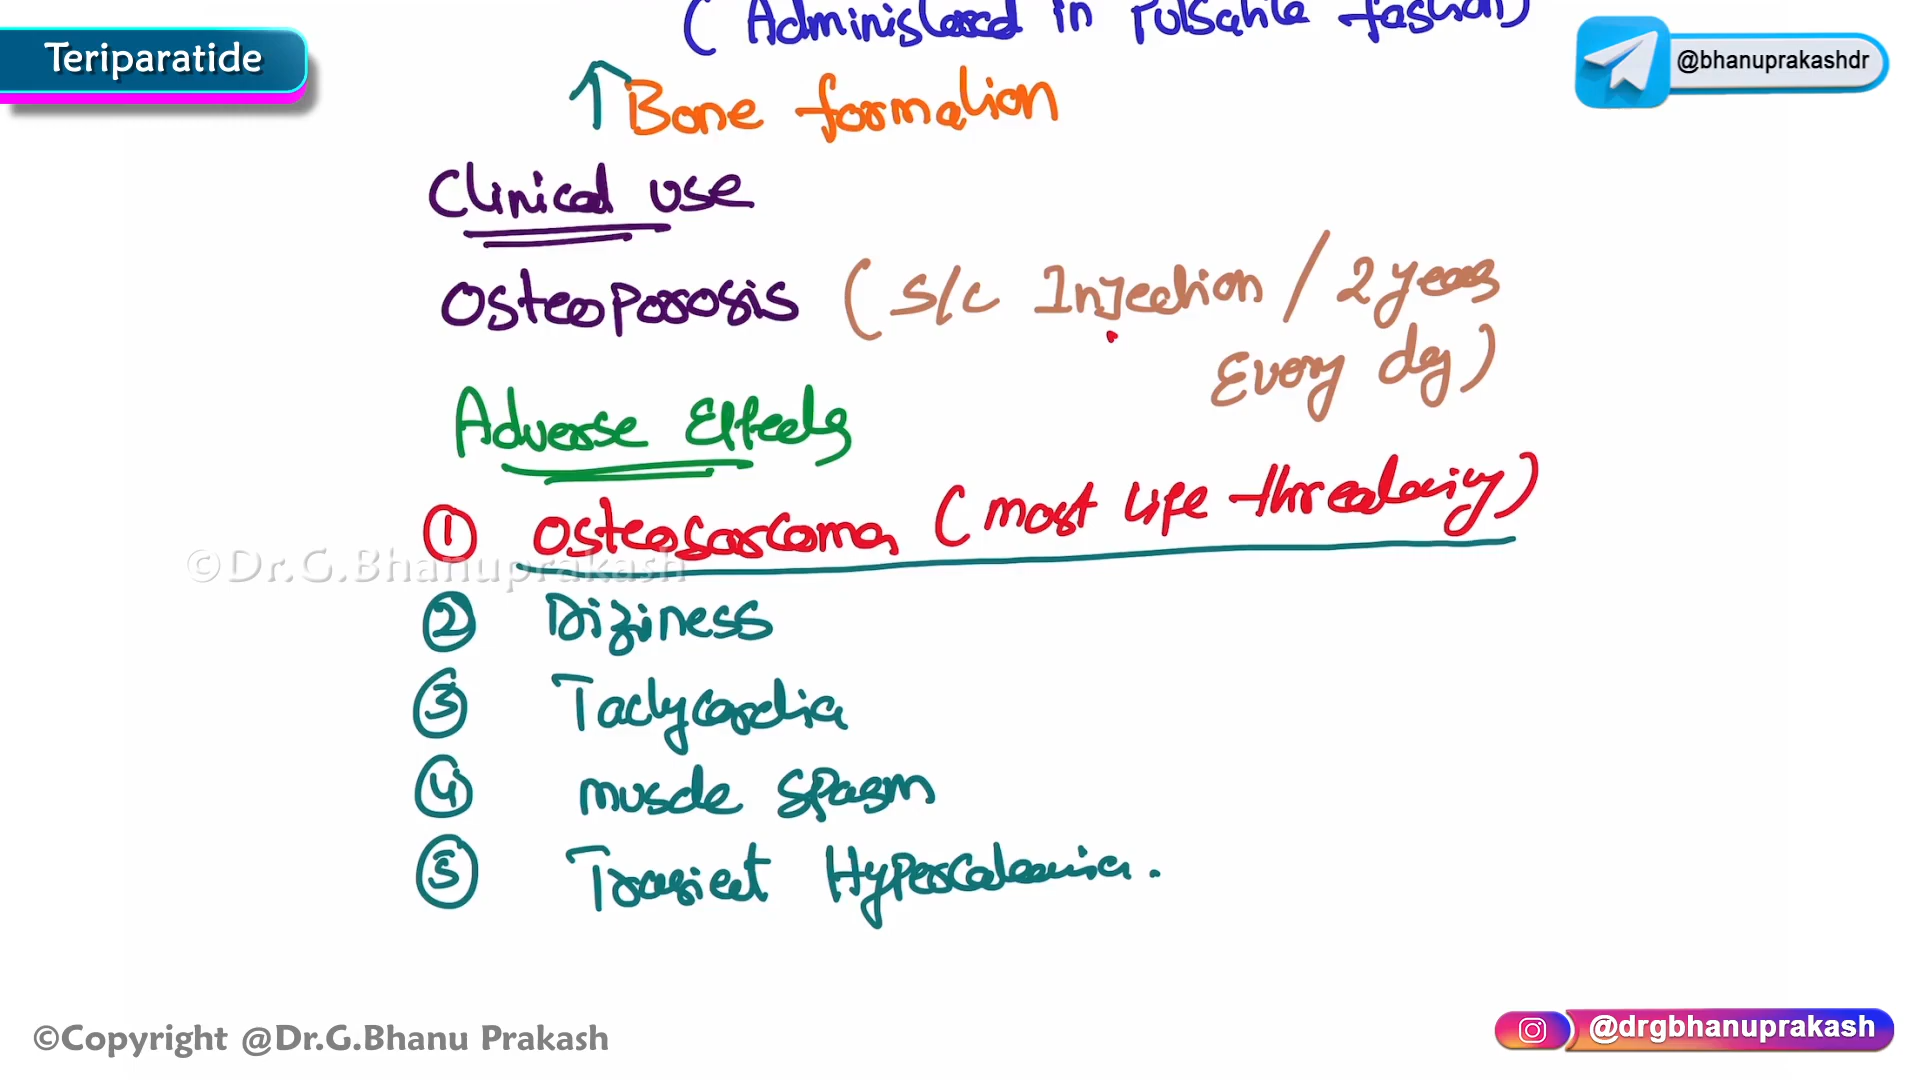 (Administered in Pulsatile fashion)
Teriparatide
@bhanuprakashdr
↑ Bone formation
Clinical use
Osteoporosis (S/C Injection / 2 years
Every day)
Adverse Effects
① Osteosarcoma (most life threatening)
©Dr.G.Bhanuprakash
② Diziness
③ Tachycardia
④ muscle spasm
⑤ Transient Hypercalcemia.
©Copyright @Dr.G.Bhanu Prakash
@drgbhanuprakash